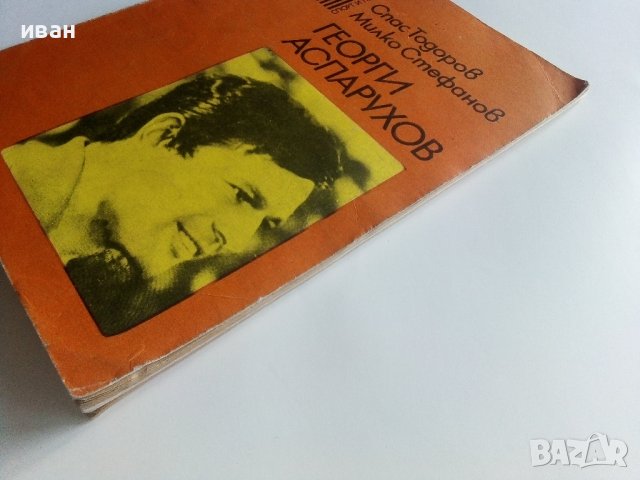 иван
Спас Тодоров
Милко Стефанов
ГЕОРГИ
АСПАРУХОВ
BAZAR